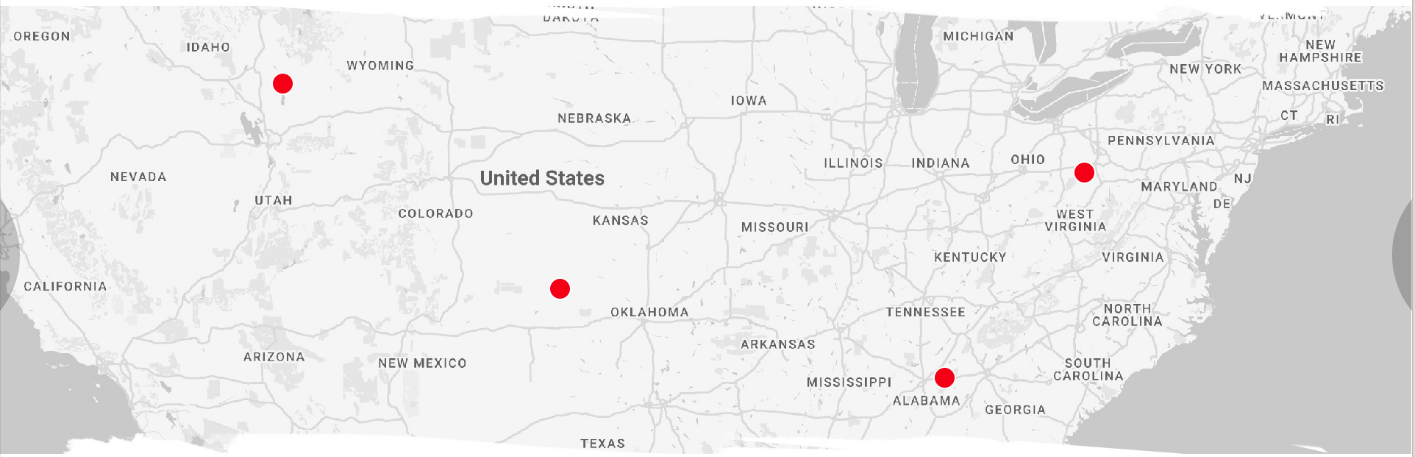 DAKOTA
VERMONT
OREGON
MICHIGAN
IDAHO
NEW
HAMPSHIRE
WYOMING
NEW YORK
MASSACHUSETTS
IOWA
NEBRASKA
CT
RI
PENNSYLVANIA
ILLINOIS
INDIANA
OHIO
NEVADA
United States
NJ
MARYLAND
UTAH
DE
COLORADO
KANSAS
WEST
VIRGINIA
MISSOURI
KENTUCKY
VIRGINIA
CALIFORNIA
OKLAHOMA
TENNESSEE
NORTH
CAROLINA
ARKANSAS
ARIZONA
NEW MEXICO
SOUTH
CAROLINA
MISSISSIPPI
ALABAMA
GEORGIA
TEXAS